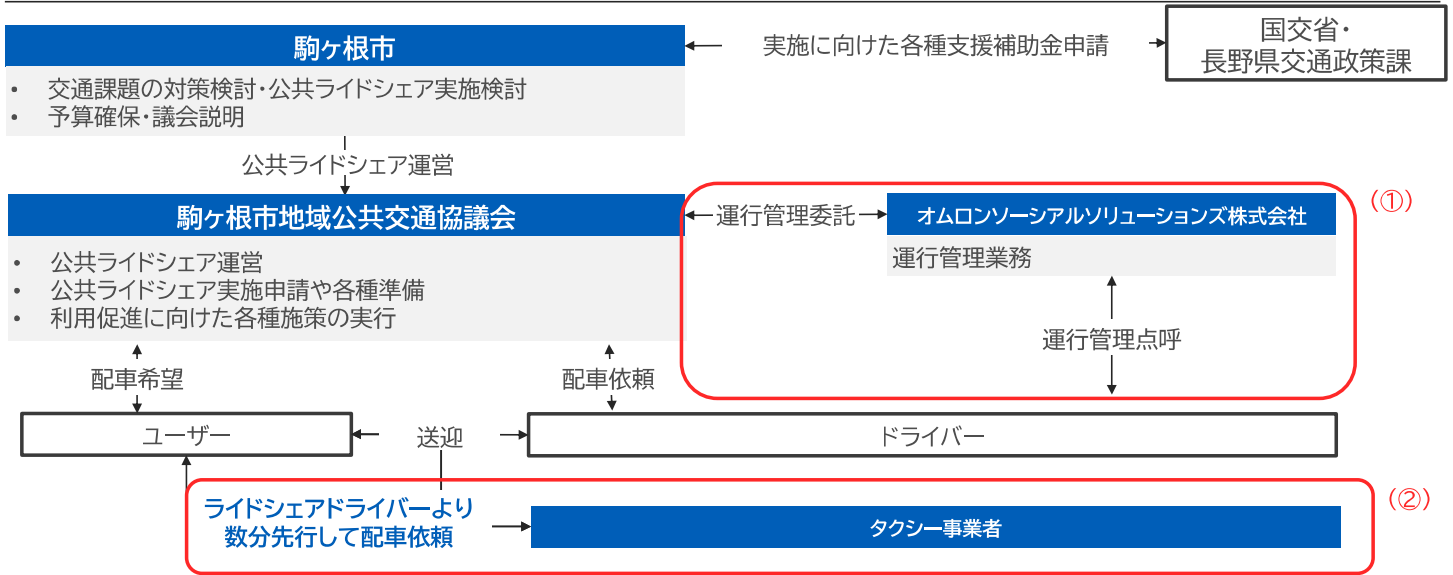 駒ヶ根市
実施に向けた各種支援補助金申請
国交省・
長野県交通政策課
• 交通課題の対策検討・公共ライドシェア実施検討
• 予算確保・議会説明
公共ライドシェア運営
駒ヶ根市地域公共交通協議会
運行管理委託
オムロンソーシアルソリューションズ株式会社
（①）
• 公共ライドシェア運営
• 公共ライドシェア実施申請や各種準備
• 利用促進に向けた各種施策の実行
運行管理業務
運行管理点呼
配車希望
配車依頼
ユーザー
送迎
ドライバー
ライドシェアドライバーより
数分先行して配車依頼
タクシー事業者
（②）